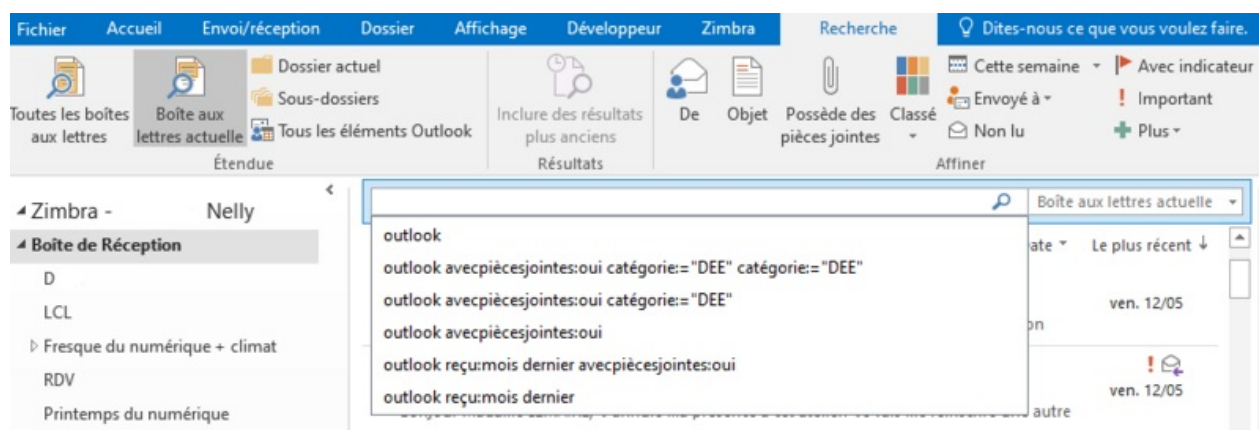 Fichier Accueil Envoi/réception Dossier Affichage Développeur Zimbra Recherche Dites-nous ce que vous voulez faire.
Toutes les boîtes aux lettres
Boîte aux lettres actuelle
Dossier actuel
Sous-dossiers
Tous les éléments Outlook
Étendue
Inclure des résultats plus anciens
Résultats
De
Objet
Possède des pièces jointes
Classé
Cette semaine
Envoyé à
Non lu
Avec indicateur
Important
Plus
Affiner
Zimbra - Nelly
Boîte de Réception
D
LCL
Fresque du numérique + climat
RDV
Printemps du numérique
Boîte aux lettres actuelle
outlook
outlook avecpiècesjointes:oui catégorie:="DEE" catégorie:="DEE"
outlook avecpiècesjointes:oui catégorie:="DEE"
outlook avecpiècesjointes:oui
outlook reçu:mois dernier avecpiècesjointes:oui
outlook reçu:mois dernier
ate Le plus récent ↓
ven. 12/05
on
ven. 12/05
autre